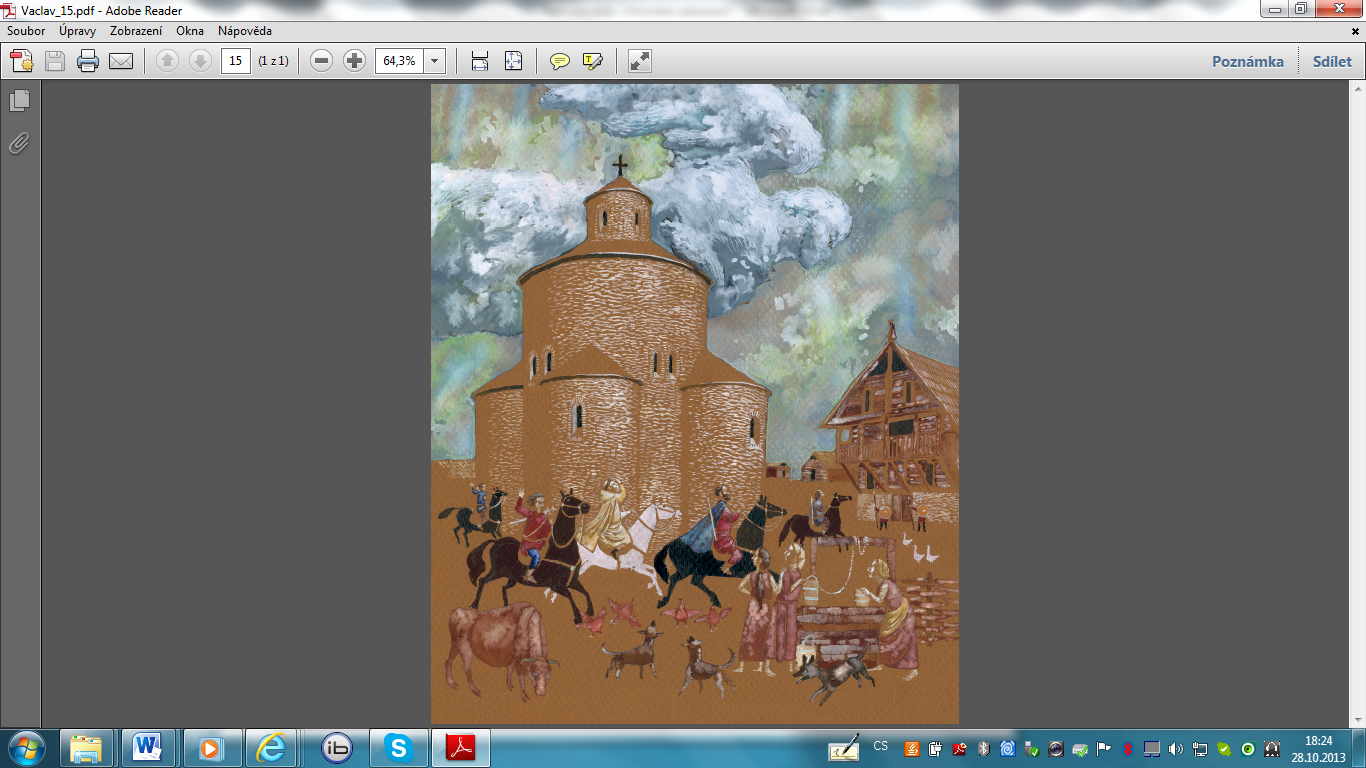 Vaclav_15.pdf - Adobe Reader
Soubor Úpravy Zobrazení Okna Nápověda
15 (1 z 1) 64,3% Poznámka Sdílet
ib
CS
18:24
28.10.2013